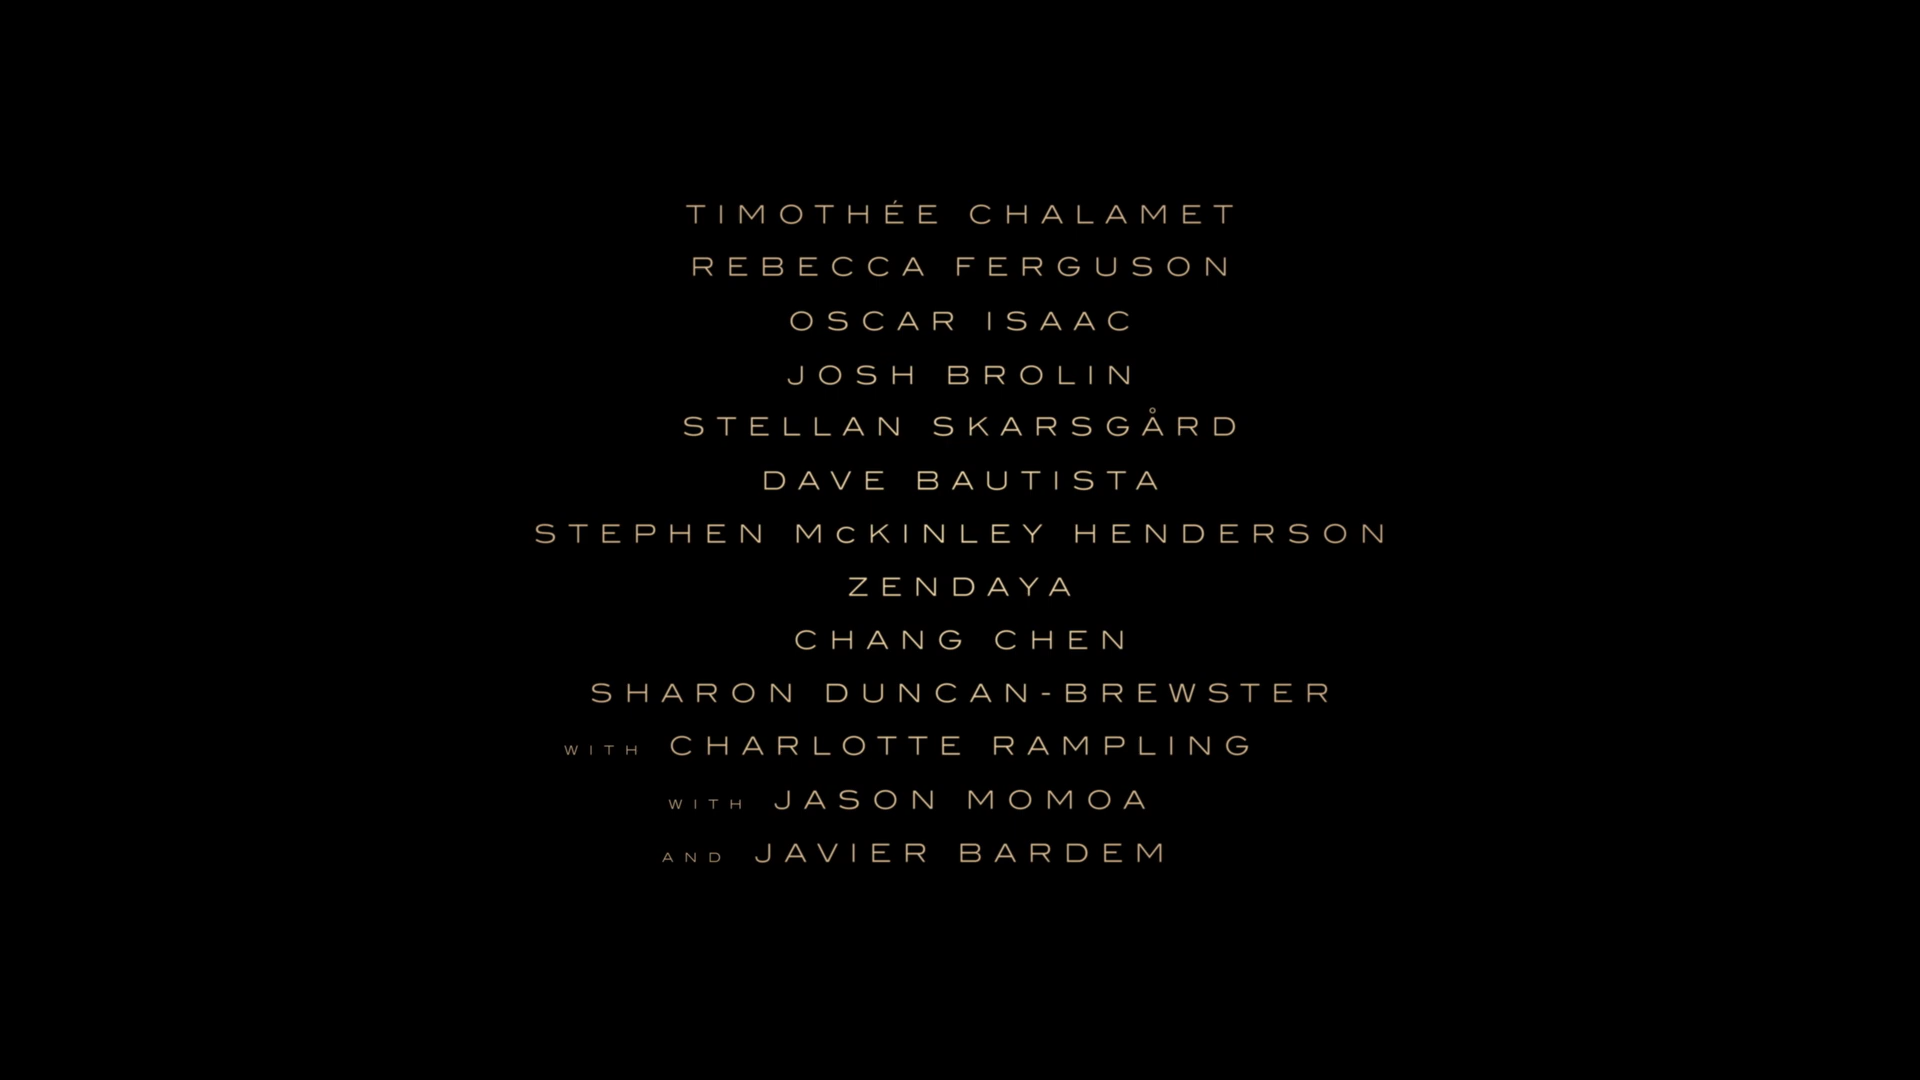 TIMOTHÉE CHALAMET
REBECCA FERGUSON
OSCAR ISAAC
JOSH BROLIN
STELLAN SKARSGÅRD
DAVE BAUTISTA
STEPHEN McKINLEY HENDERSON
ZENDAYA
CHANG CHEN
SHARON DUNCAN-BREWSTER
WITH CHARLOTTE RAMPLING
WITH JASON MOMOA
AND JAVIER BARDEM